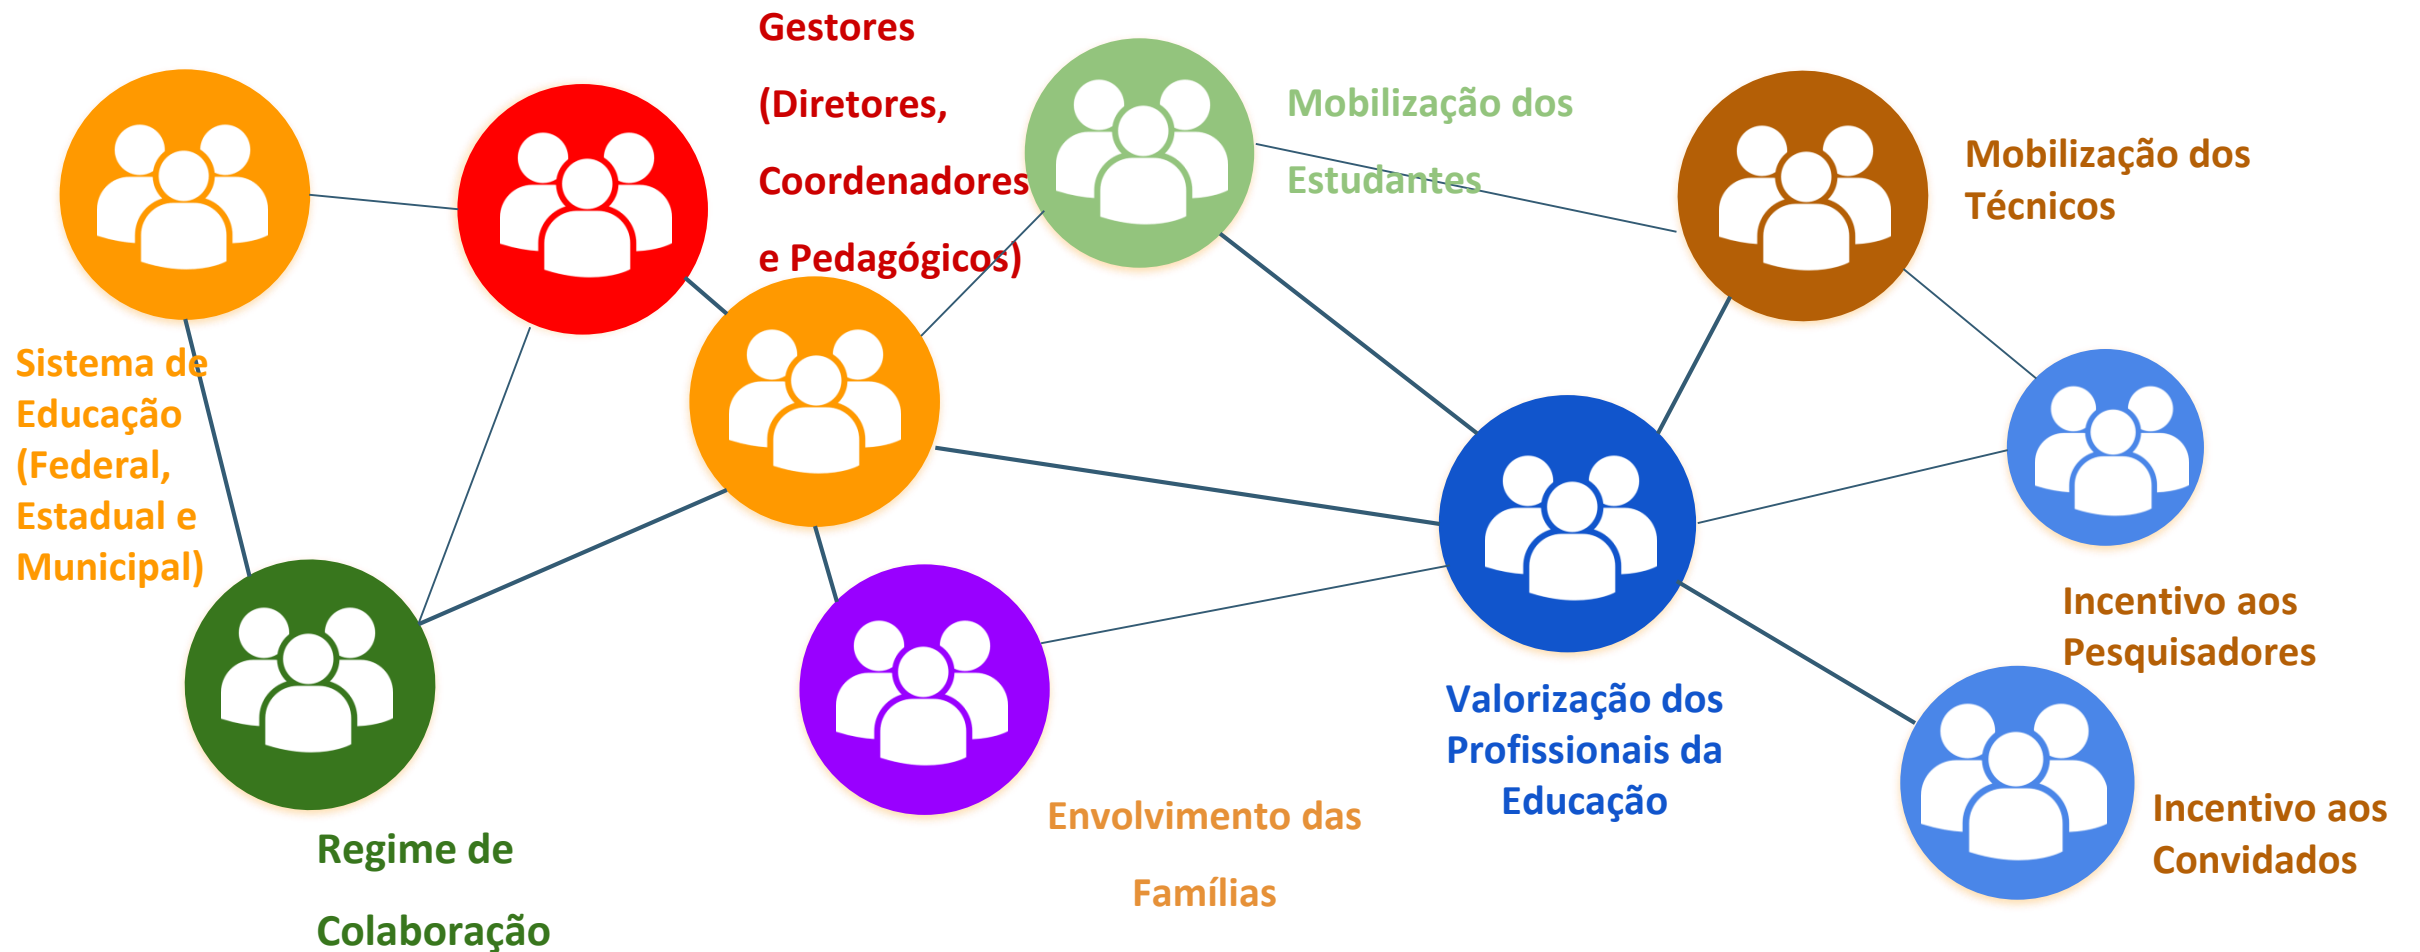 Gestores
(Diretores,
Coordenadores
e Pedagógicos)
Mobilização dos
Estudantes
Mobilização dos
Técnicos
Sistema de
Educação
(Federal,
Estadual e
Municipal)
Incentivo aos
Pesquisadores
Valorização dos
Profissionais da
Educação
Envolvimento das
Famílias
Incentivo aos
Convidados
Regime de
Colaboração